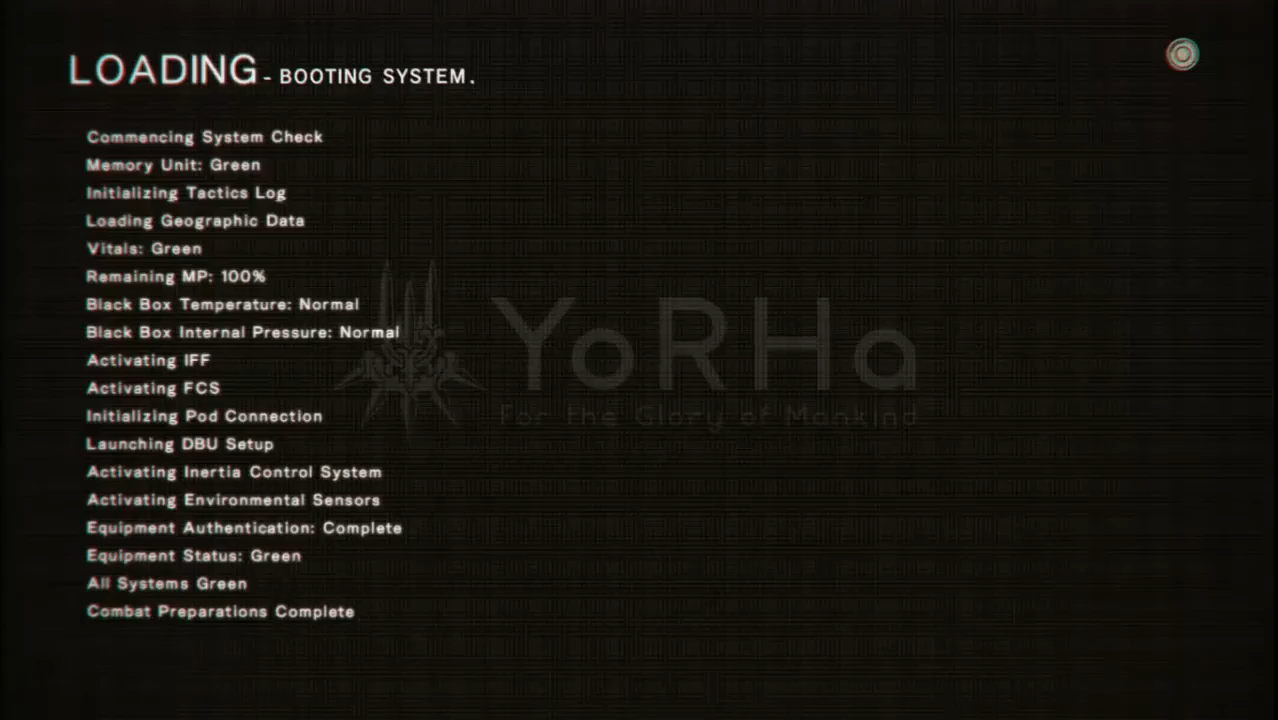 LOADING - BOOTING SYSTEM.
Commencing System Check
Memory Unit: Green
Initializing Tactics Log
Loading Geographic Data
Vitals: Green
Remaining MP: 100%
Black Box Temperature: Normal
Black Box Internal Pressure: Normal
Activating IFF
Activating FCS
Initializing Pod Connection
Launching DBU Setup
Activating Inertia Control System
Activating Environmental Sensors
Equipment Authentication: Complete
Equipment Status: Green
All Systems Green
Combat Preparations Complete
YoRHa
For the Glory of Mankind